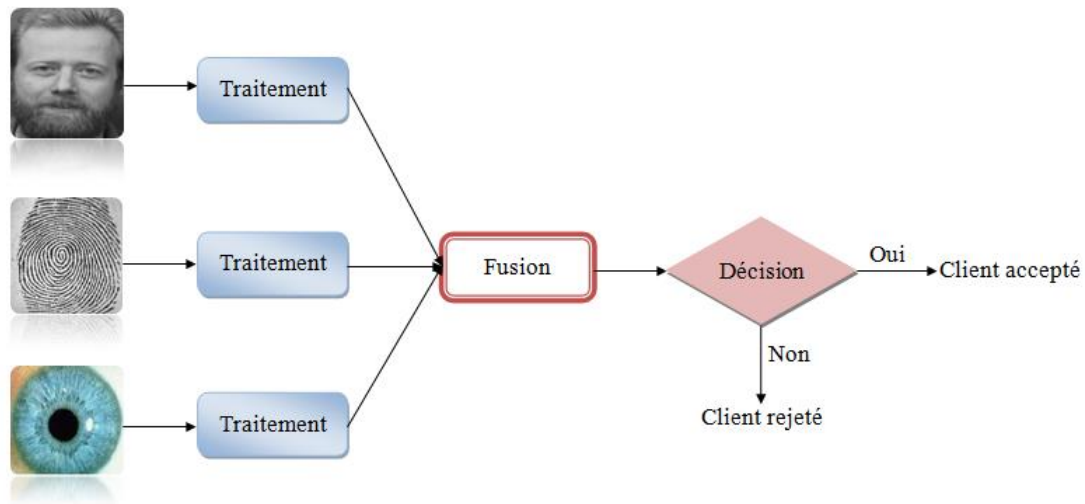 Traitement
Traitement
Fusion
Décision
Oui
Client accepté
Non
Traitement
Client rejeté